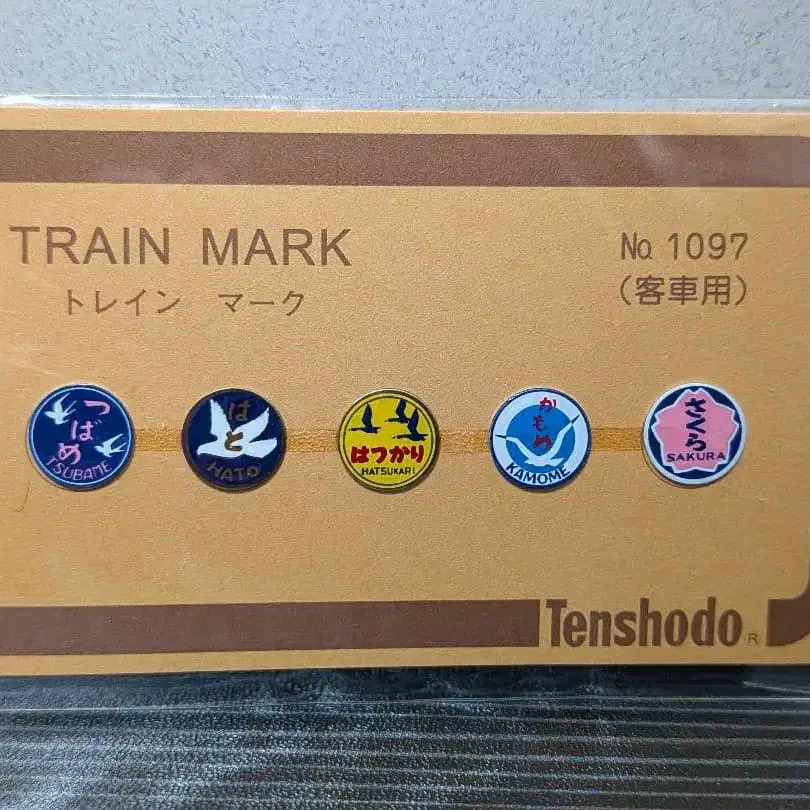 TRAIN MARK
トレイン マーク
No 1097
(客車用)
つばめ
TSUBAME
はと
HATO
はつかり
HATSUKARI
かもめ
KAMOME
さくら
SAKURA
Tenshodo
®